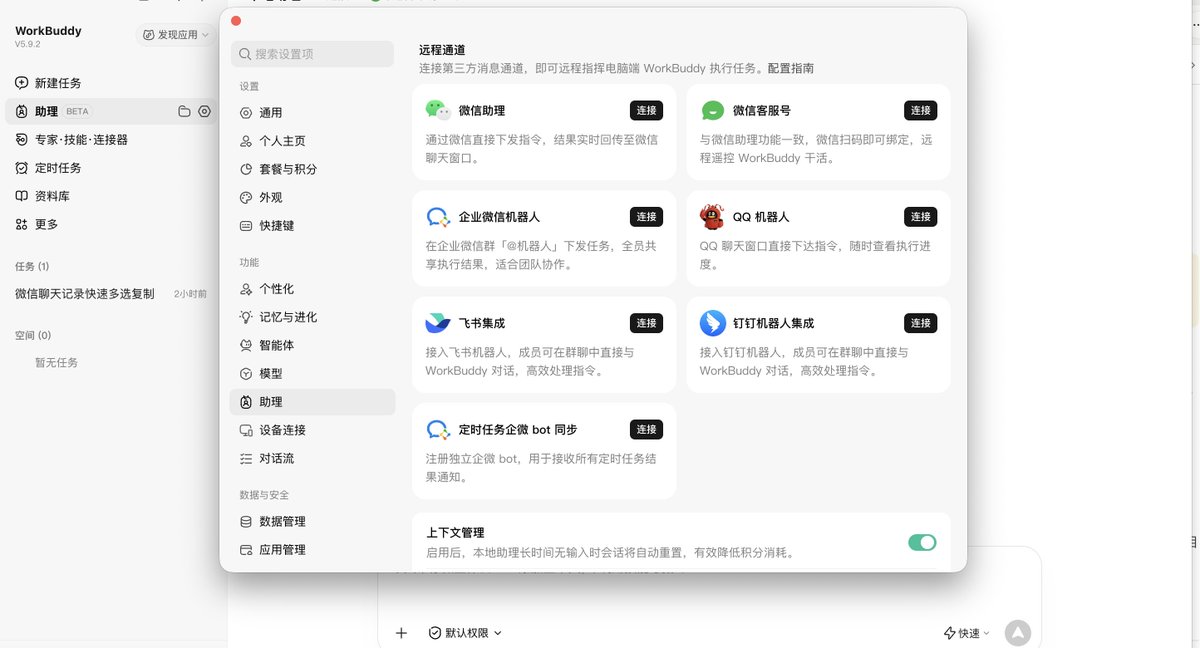 WorkBuddy
V5.9.2
发现应用
新建任务
助理 BETA
专家·技能·连接器
定时任务
资料库
更多
任务 (1)
微信聊天记录快速多选复制 2小时前
空间 (0)
暂无任务
搜索设置项
设置
通用
个人主页
套餐与积分
外观
快捷键
功能
个性化
记忆与进化
智能体
模型
助理
设备连接
对话流
数据与安全
数据管理
应用管理
远程通道
连接第三方消息通道，即可远程指挥电脑端 WorkBuddy 执行任务。配置指南
微信助理 连接
通过微信直接下发指令，结果实时回传至微信
聊天窗口。
微信客服号 连接
与微信助理功能一致，微信扫码即可绑定，远
程遥控 WorkBuddy 干活。
企业微信机器人 连接
在企业微信群「@机器人」下发任务，全员共
享执行结果，适合团队协作。
QQ 机器人 连接
QQ 聊天窗口直接下达指令，随时查看执行进
度。
飞书集成 连接
接入飞书机器人，成员可在群聊中直接与
WorkBuddy 对话，高效处理指令。
钉钉机器人集成 连接
接入钉钉机器人，成员可在群聊中直接与
WorkBuddy 对话，高效处理指令。
定时任务企微 bot 同步 连接
注册独立企微 bot，用于接收所有定时任务结
果通知。
上下文管理
启用后，本地助理长时间无输入时会话将自动重置，有效降低积分消耗。
默认权限
快速